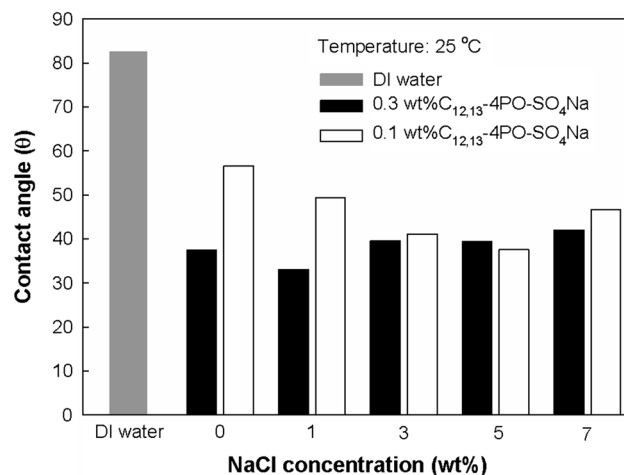 Temperature: 25 °C
DI water
0.3 wt%C12,13-4PO-SO4Na
0.1 wt%C12,13-4PO-SO4Na
Contact angle (θ)
90
80
70
60
50
40
30
20
10
0
DI water 0 1 3 5 7
NaCl concentration (wt%)